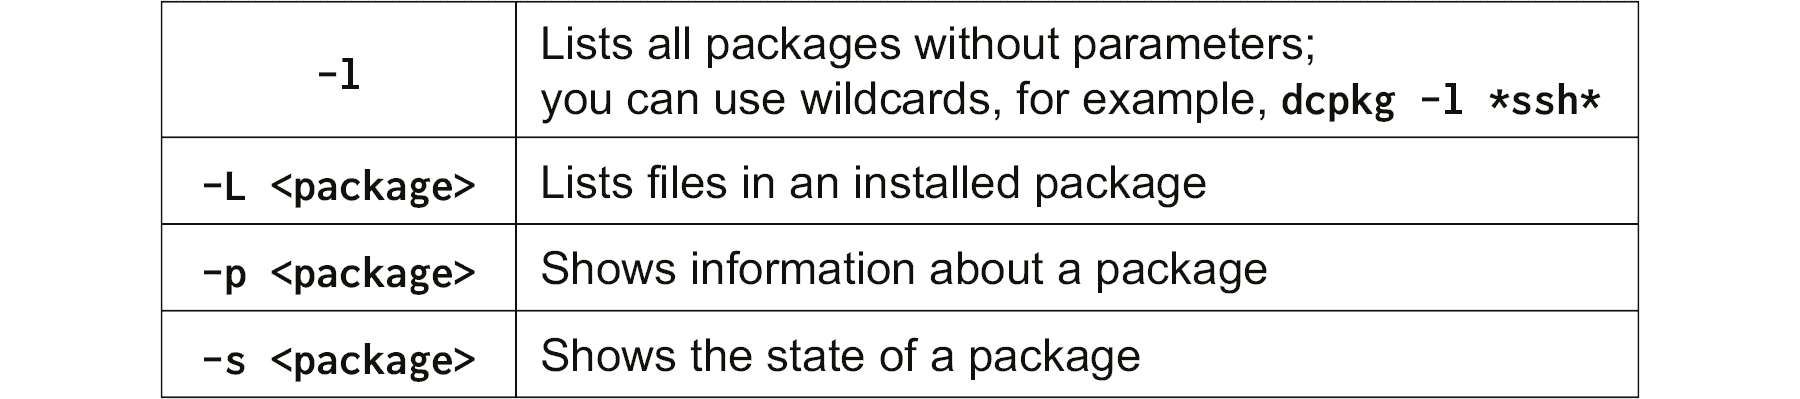 -l
Lists all packages without parameters;
you can use wildcards, for example, dcpkg -l *ssh*
-L <package>
Lists files in an installed package
-p <package>
Shows information about a package
-s <package>
Shows the state of a package